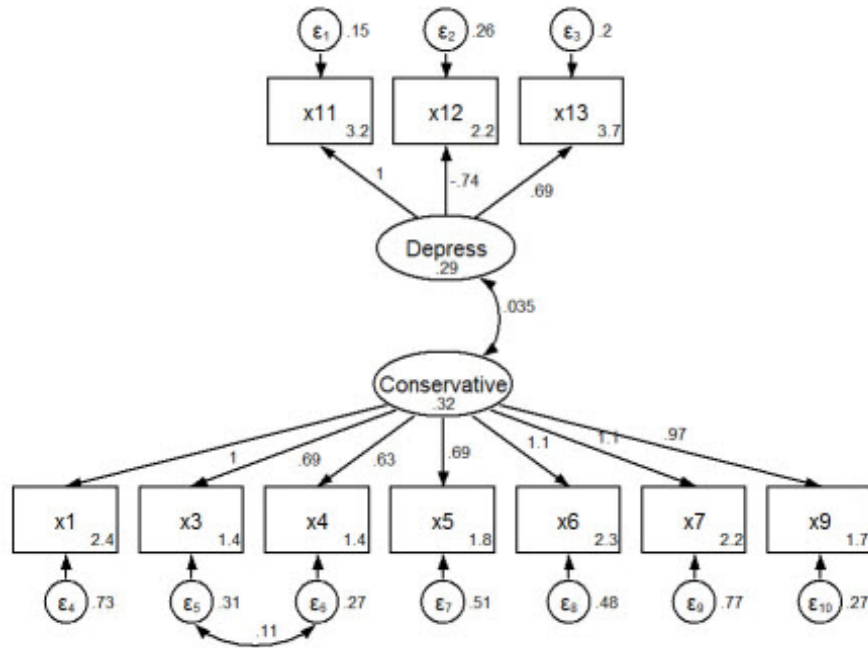 ε1 .15 ε2 .26 ε3 .2
x11 x12 x13
3.2 2.2 3.7
1 -.74 .69
Depress
.29
.035
Conservative
.32
1 .69 .63 .69 1.1 1.1 .97
x1 x3 x4 x5 x6 x7 x9
2.4 1.4 1.4 1.8 2.3 2.2 1.7
ε4 .73 ε5 .31 ε6 .27 ε7 .51 ε8 .48 ε9 .77 ε10 .27
.11